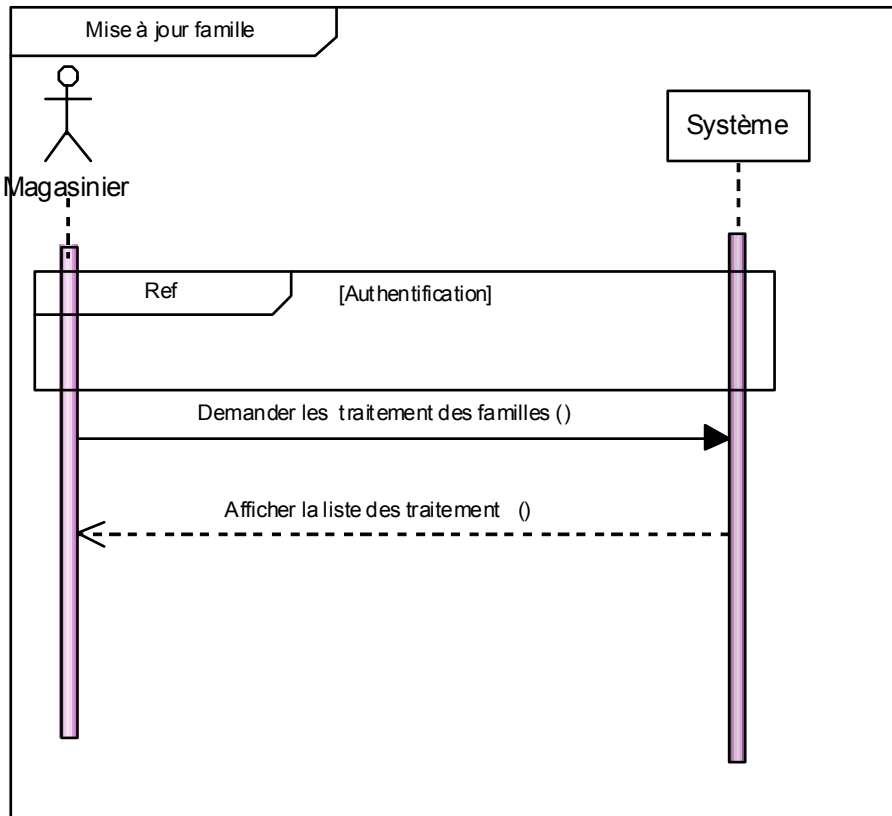 Mise à jour famille
Système
Magasinier
Ref
[Authentification]
Demander les traitement des familles ()
Afficher la liste des traitement ()